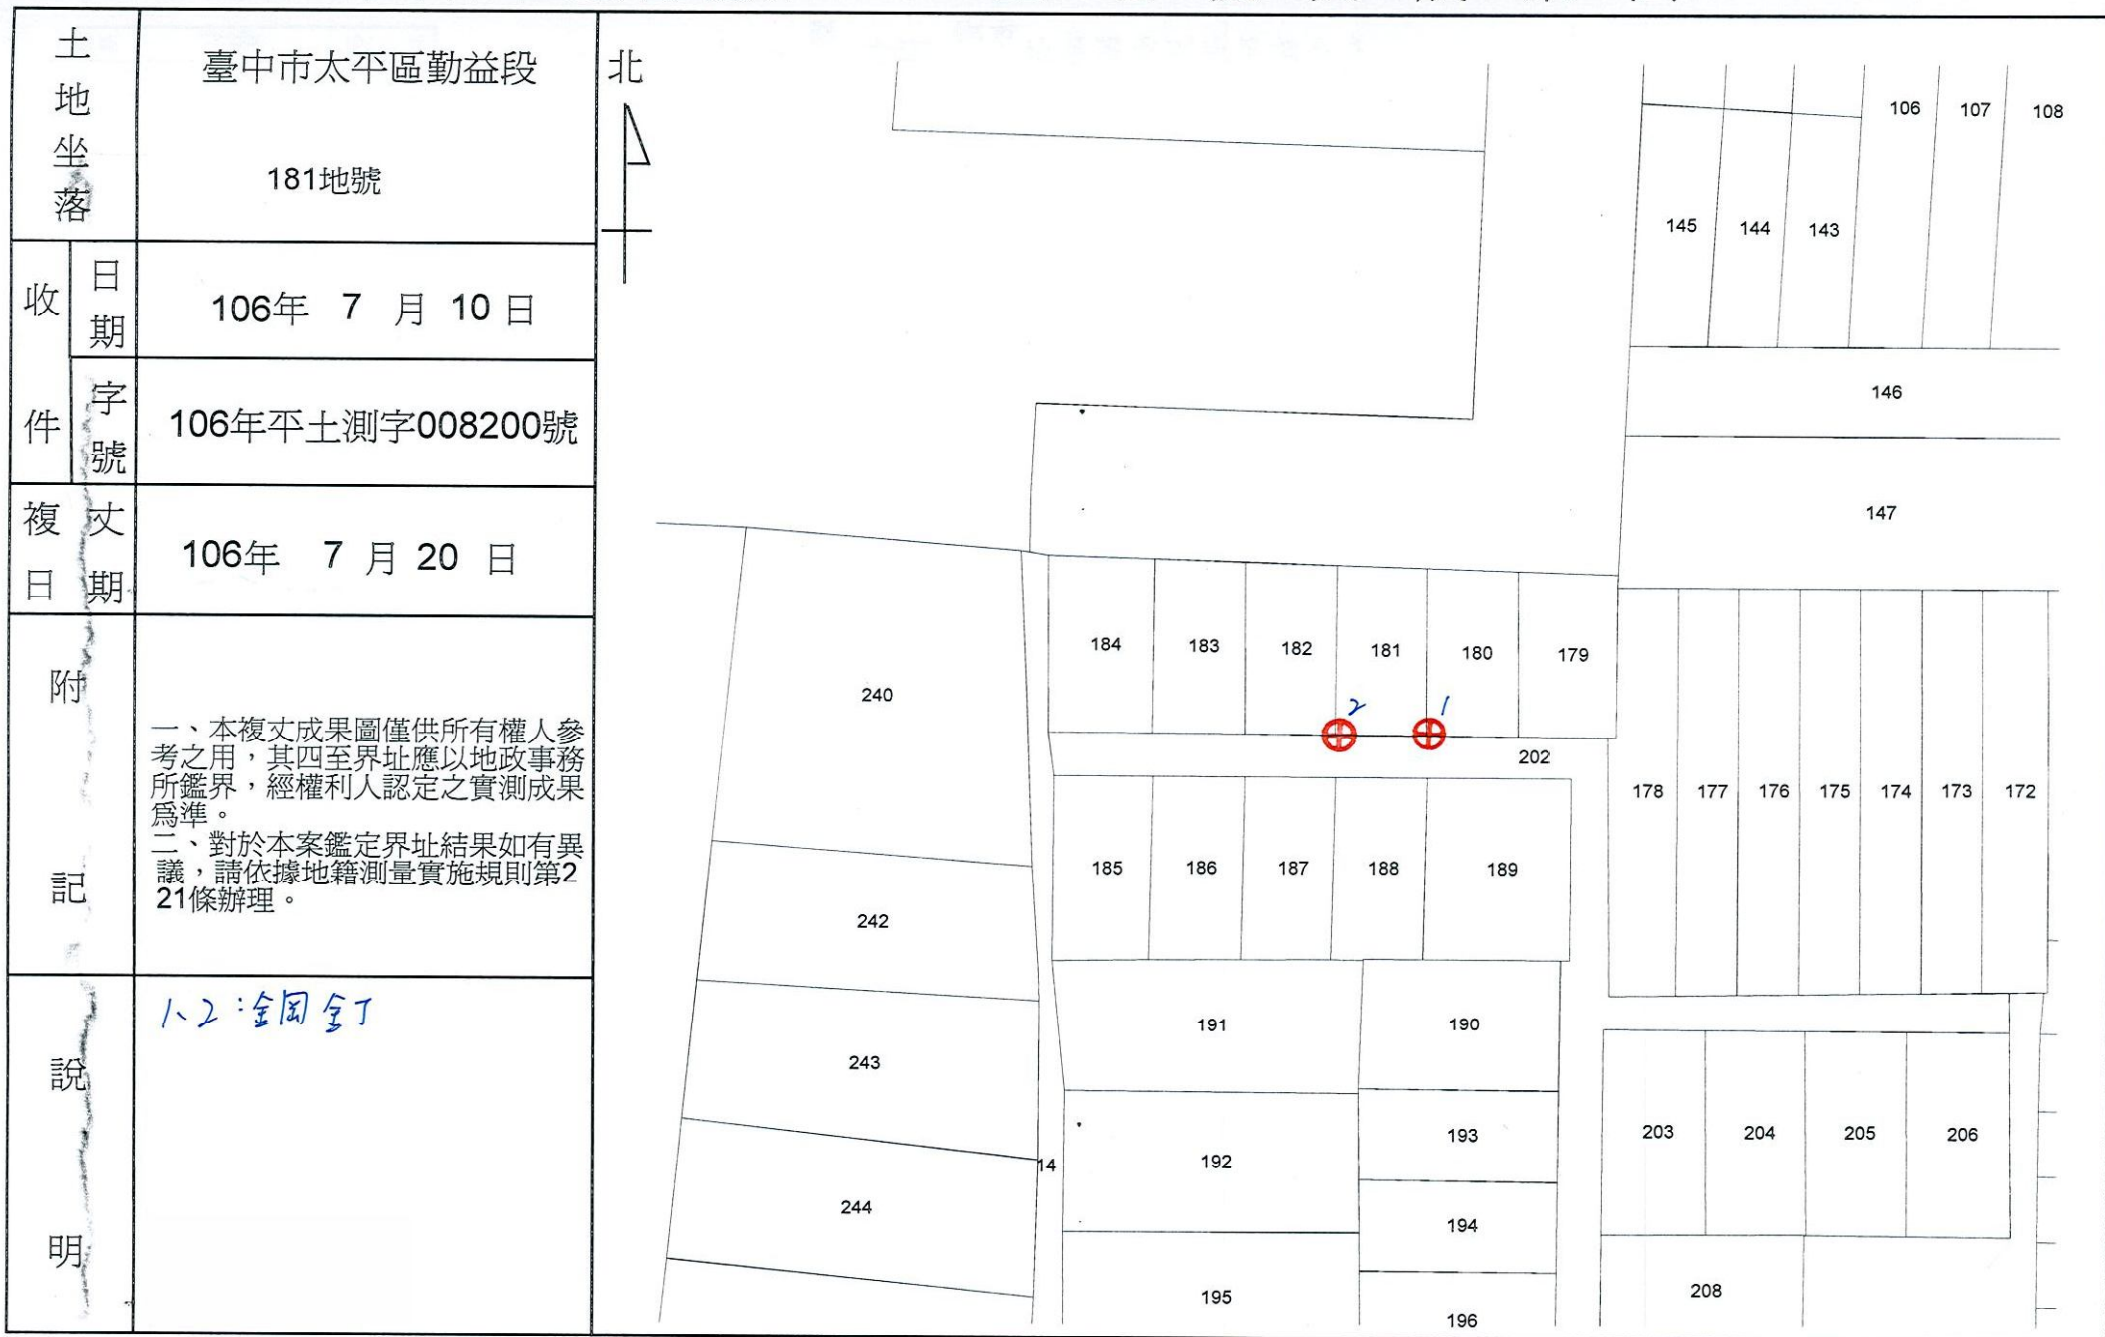 土地坐落
臺中市太平區勤益段
181地號
收件
日期
106年 7 月 10 日
字號
106年平土測字008200號
複丈日期
106年 7 月 20 日
附記
一、本複丈成果圖僅供所有權人參
考之用，其四至界址應以地政事務
所鑑界，經權利人認定之實測成果
為準。
二、對於本案鑑定界址結果如有異
議，請依據地籍測量實施規則第2
21條辦理。
說明
1、2：金岡金丁
北
106 107 108
145 144 143
146
147
184 183 182 181 180 179
240
2 1
202
178 177 176 175 174 173 172
185 186 187 188 189
242
191 190
243
193
203 204 205 206
14
192
244
194
195
196
208